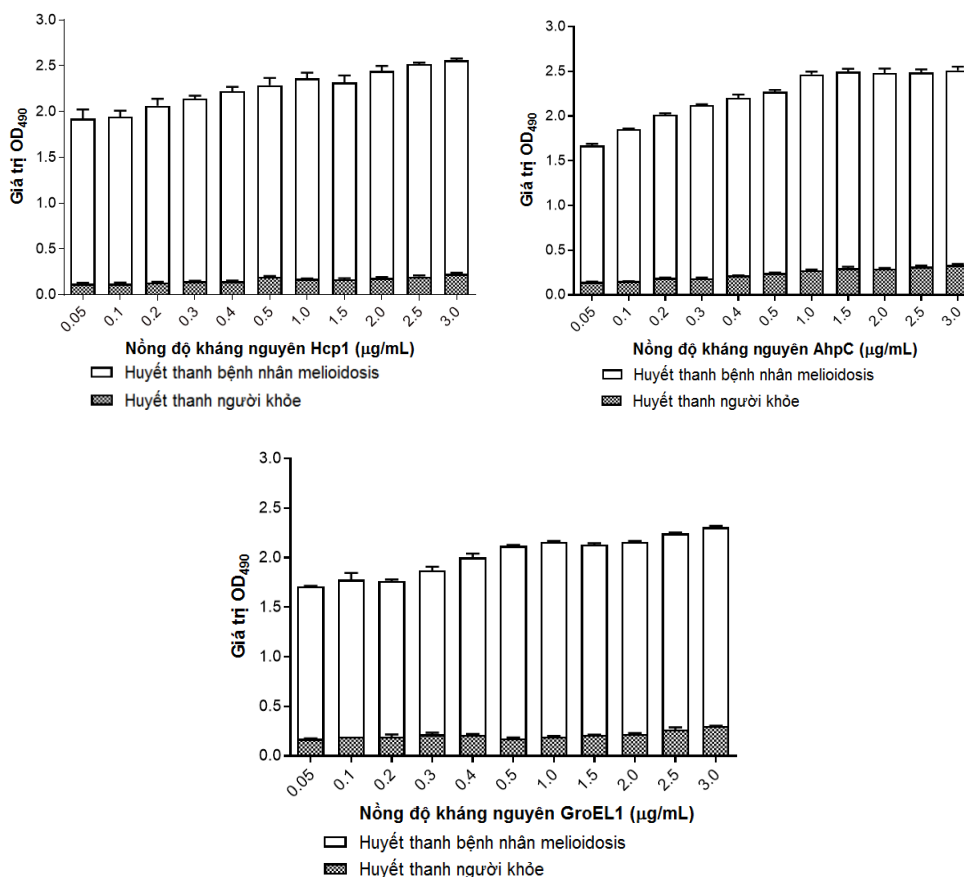 3.0
2.5
2.0
1.5
1.0
0.5
0.0
Giá trị OD490
0.05 0.1 0.2 0.3 0.4 0.5 1.0 1.5 2.0 2.5 3.0
Nồng độ kháng nguyên Hcp1 (μg/mL)
Huyết thanh bệnh nhân melioidosis
Huyết thanh người khỏe
3.0
2.5
2.0
1.5
1.0
0.5
0.0
Giá trị OD490
0.05 0.1 0.2 0.3 0.4 0.5 1.0 1.5 2.0 2.5 3.0
Nồng độ kháng nguyên AhpC (μg/mL)
Huyết thanh bệnh nhân melioidosis
Huyết thanh người khỏe
3.0
2.5
2.0
1.5
1.0
0.5
0.0
Giá trị OD490
0.05 0.1 0.2 0.3 0.4 0.5 1.0 1.5 2.0 2.5 3.0
Nồng độ kháng nguyên GroEL1 (μg/mL)
Huyết thanh bệnh nhân melioidosis
Huyết thanh người khỏe